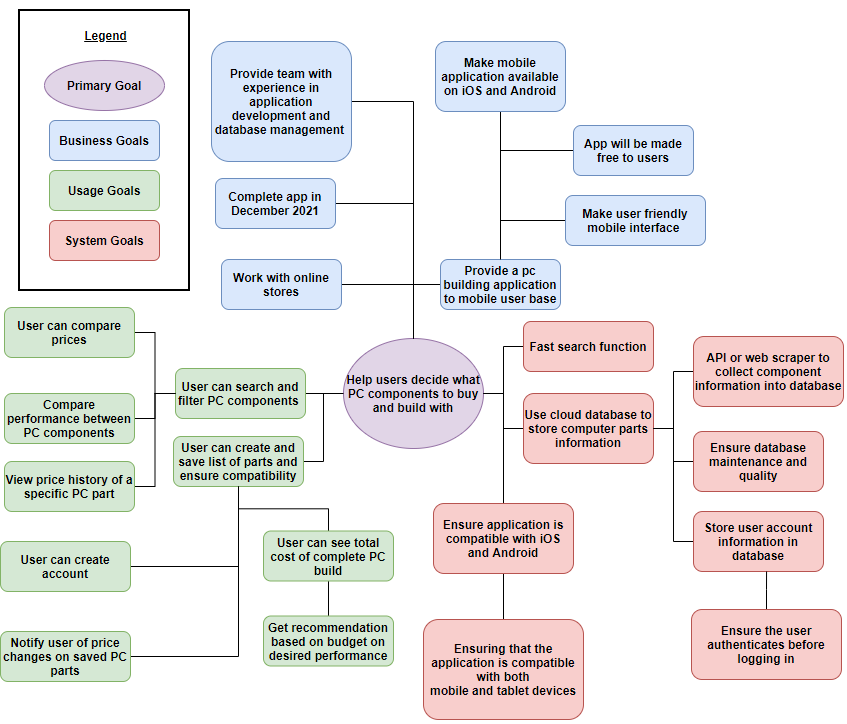 Legend
Primary Goal
Business Goals
Usage Goals
System Goals
Provide team with
experience in
application
development and
database management
Make mobile
application available
on iOS and Android
App will be made
free to users
Complete app in
December 2021
Make user friendly
mobile interface
Work with online
stores
Provide a pc
building application
to mobile user base
User can compare
prices
Compare
performance between
PC components
View price history of a
specific PC part
User can search and
filter PC components
User can create and
save list of parts and
ensure compatibility
Help users decide what
PC components to buy
and build with
Fast search function
Use cloud database to
store computer parts
information
API or web scraper to
collect component
information into database
Ensure database
maintenance and
quality
Store user account
information in
database
Ensure the user
authenticates before
logging in
Ensure application is
compatible with iOS
and Android
Ensuring that the
application is compatible
with both
mobile and tablet devices
User can create
account
Notify user of price
changes on saved PC
parts
User can see total
cost of complete PC
build
Get recommendation
based on budget on
desired performance